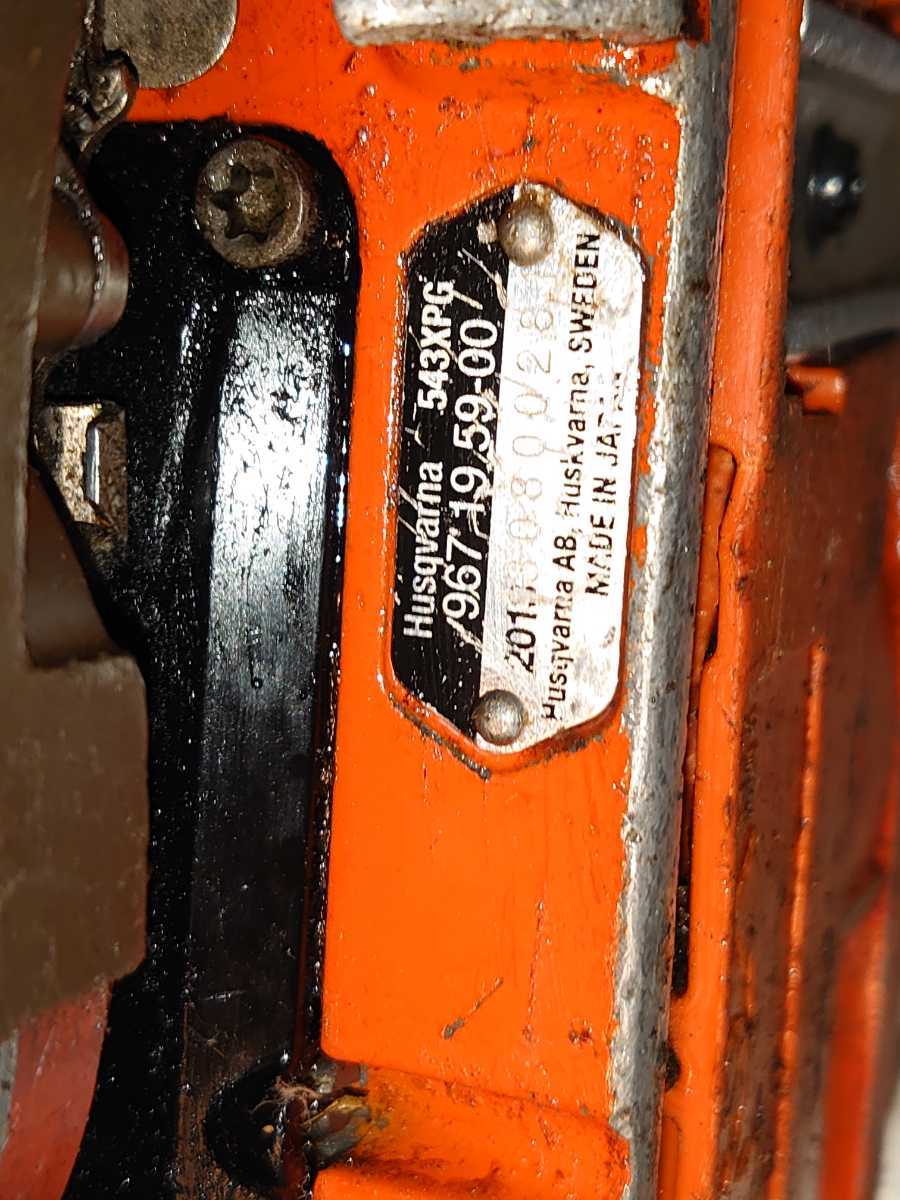 Husqvarna 543XPG
967 19 59-00
Husqvarna AB, Huskvarna, SWEDEN
MADE IN JAPAN